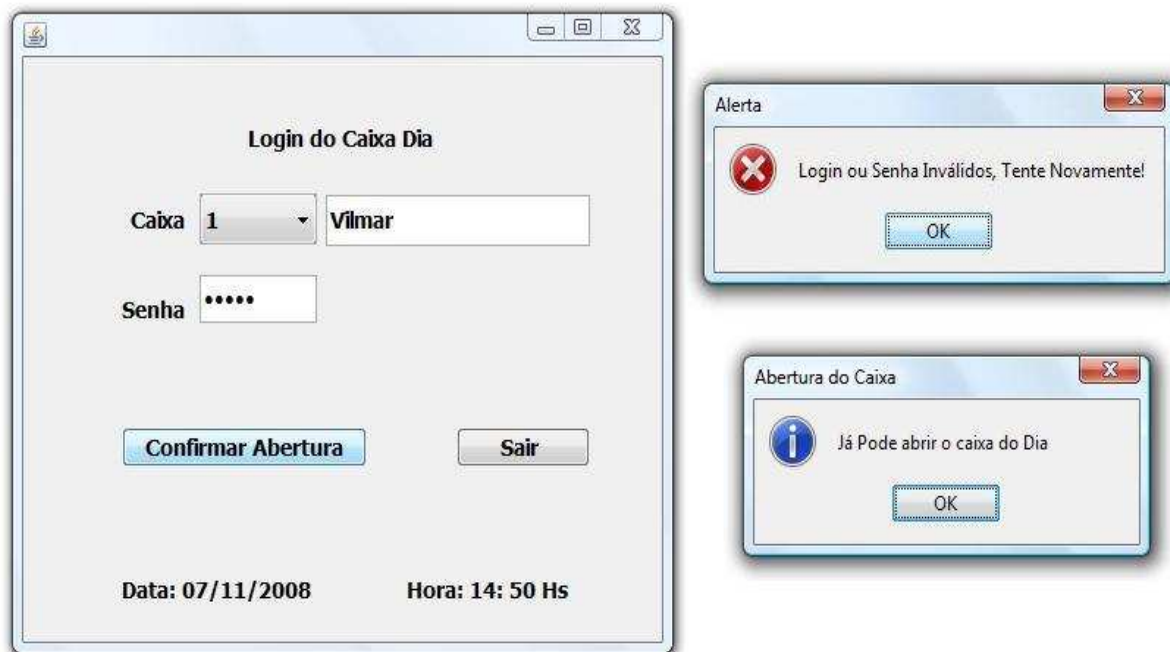 Login do Caixa Dia
Caixa 1 Vilmar
Senha •••••
Confirmar Abertura Sair
Data: 07/11/2008 Hora: 14: 50 Hs
Alerta
Login ou Senha Inválidos, Tente Novamente!
OK
Abertura do Caixa
Já Pode abrir o caixa do Dia
OK